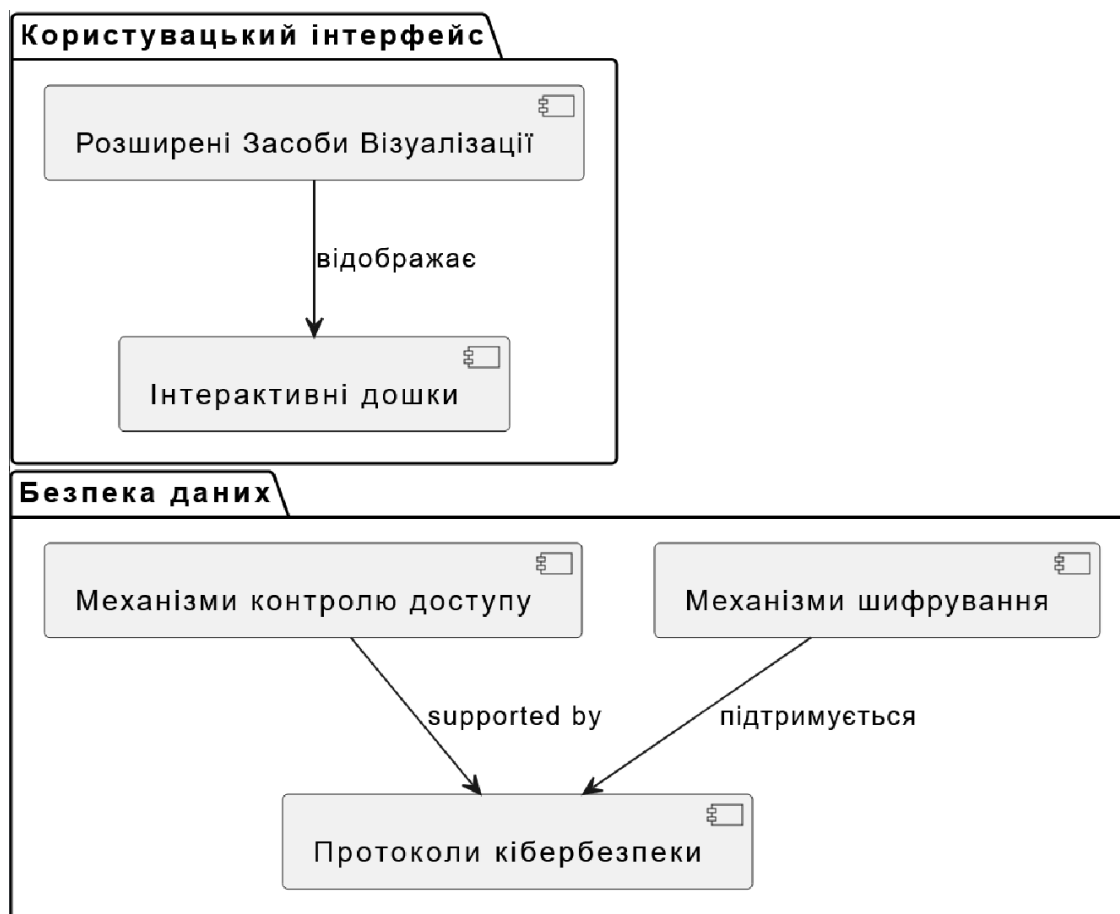 Користувацький інтерфейс
Розширені Засоби Візуалізації
відображає
Інтерактивні дошки
Безпека даних
Механізми контролю доступу
Механізми шифрування
supported by
підтримується
Протоколи кібербезпеки